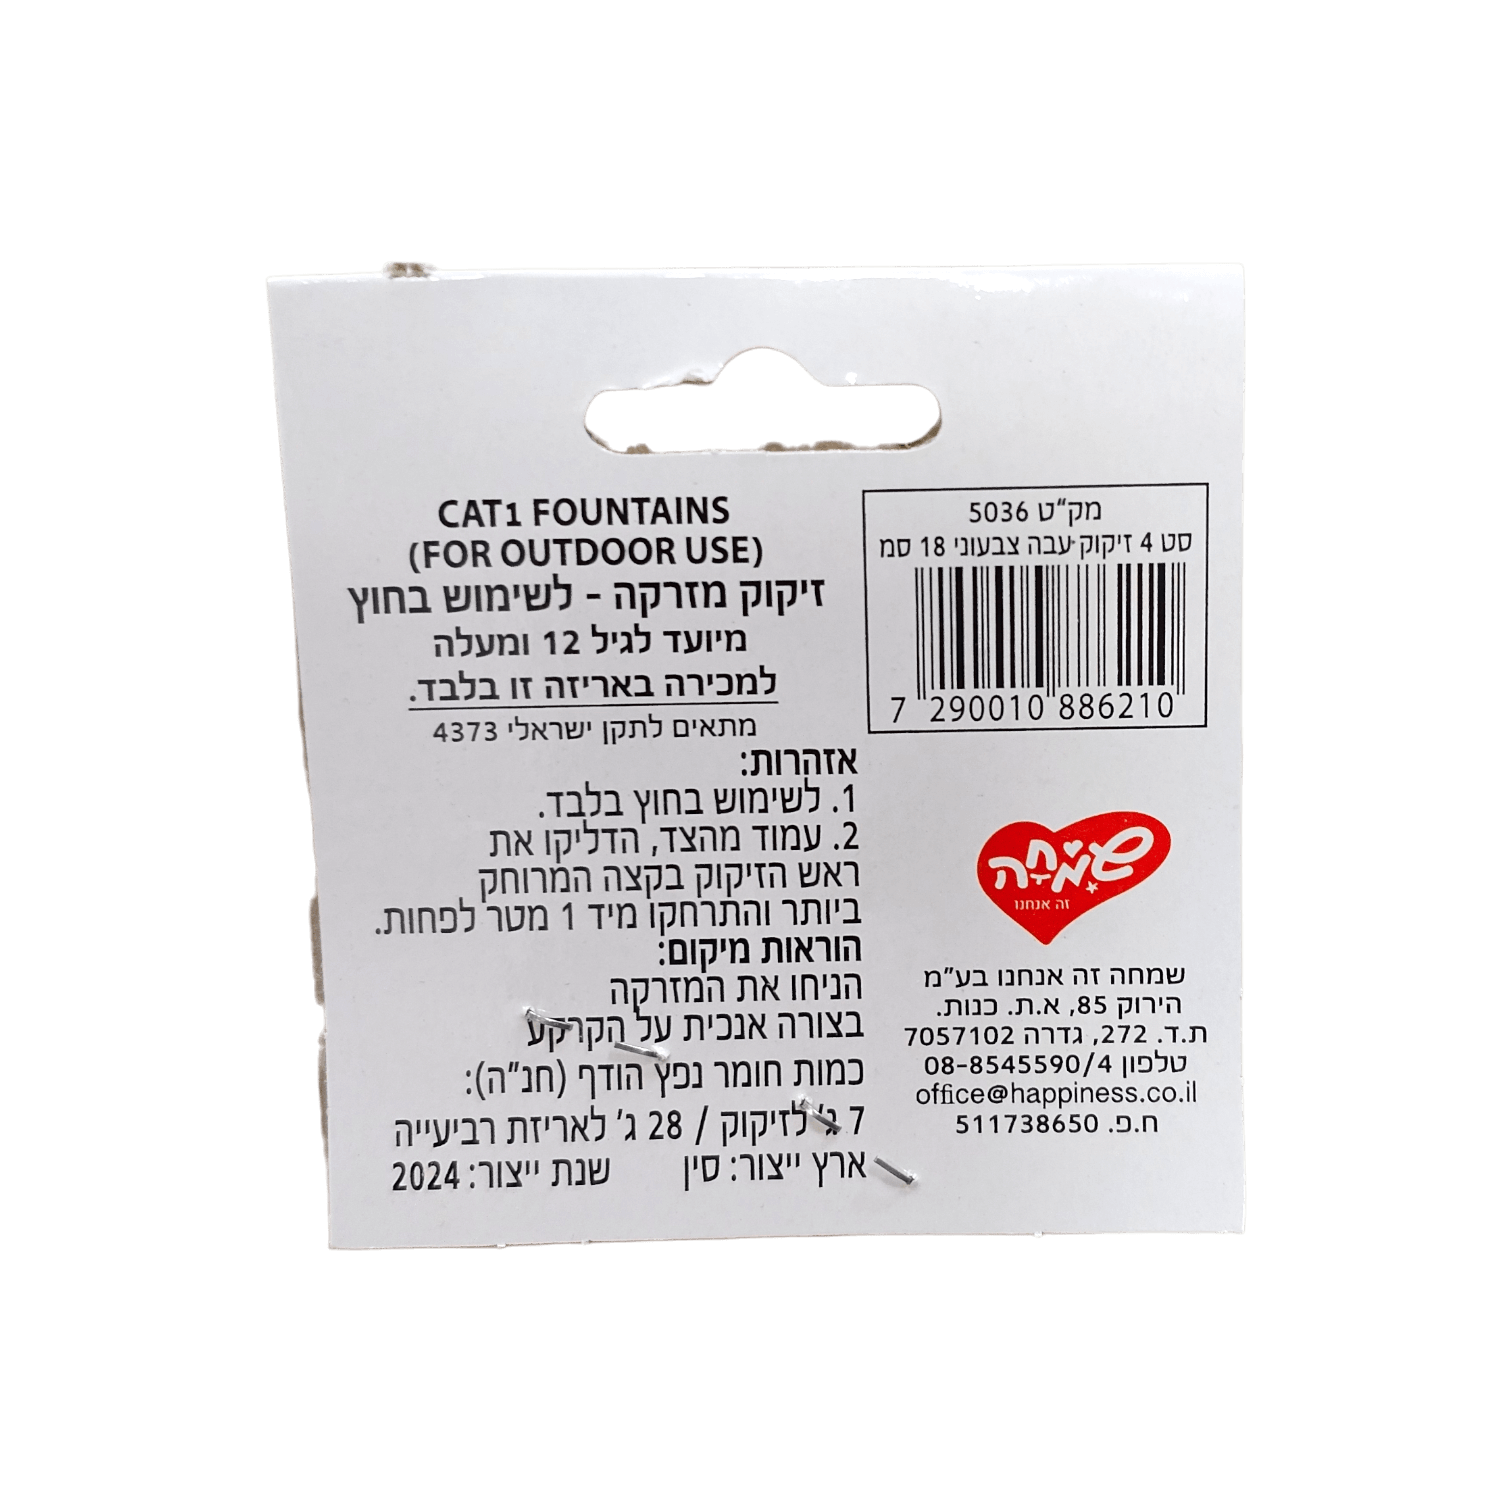 CAT1 FOUNTAINS
(FOR OUTDOOR USE)
זיקוק מזרקה - לשימוש בחוץ
מיועד לגיל 12 ומעלה
למכירה באריזה זו בלבד.
מתאים לתקן ישראלי 4373
אזהרות:
1. לשימוש בחוץ בלבד.
2. עמוד מהצד, הדליקו את
ראש הזיקוק בקצה המרוחק
ביותר והתרחקו מיד 1 מטר לפחות.
הוראות מיקום:
הניחו את המזרקה
בצורה אנכית על הקרקע
כמות חומר נפץ הודף (חנ"ה):
7 ג' לזיקוק / 28 ג' לאריזת רביעייה
ארץ ייצור: סין שנת ייצור: 2024
מק"ט 5036
סט 4 זיקוק עבה צבעוני 18 סמ
7 290010 886210
שמחה
זה אנחנו
שמחה זה אנחנו בע"מ
הירוק 85, א.ת. כנות.
ת.ד. 272, גדרה 7057102
טלפון 08-8545590/4
office@happiness.co.il
ח.פ. 511738650